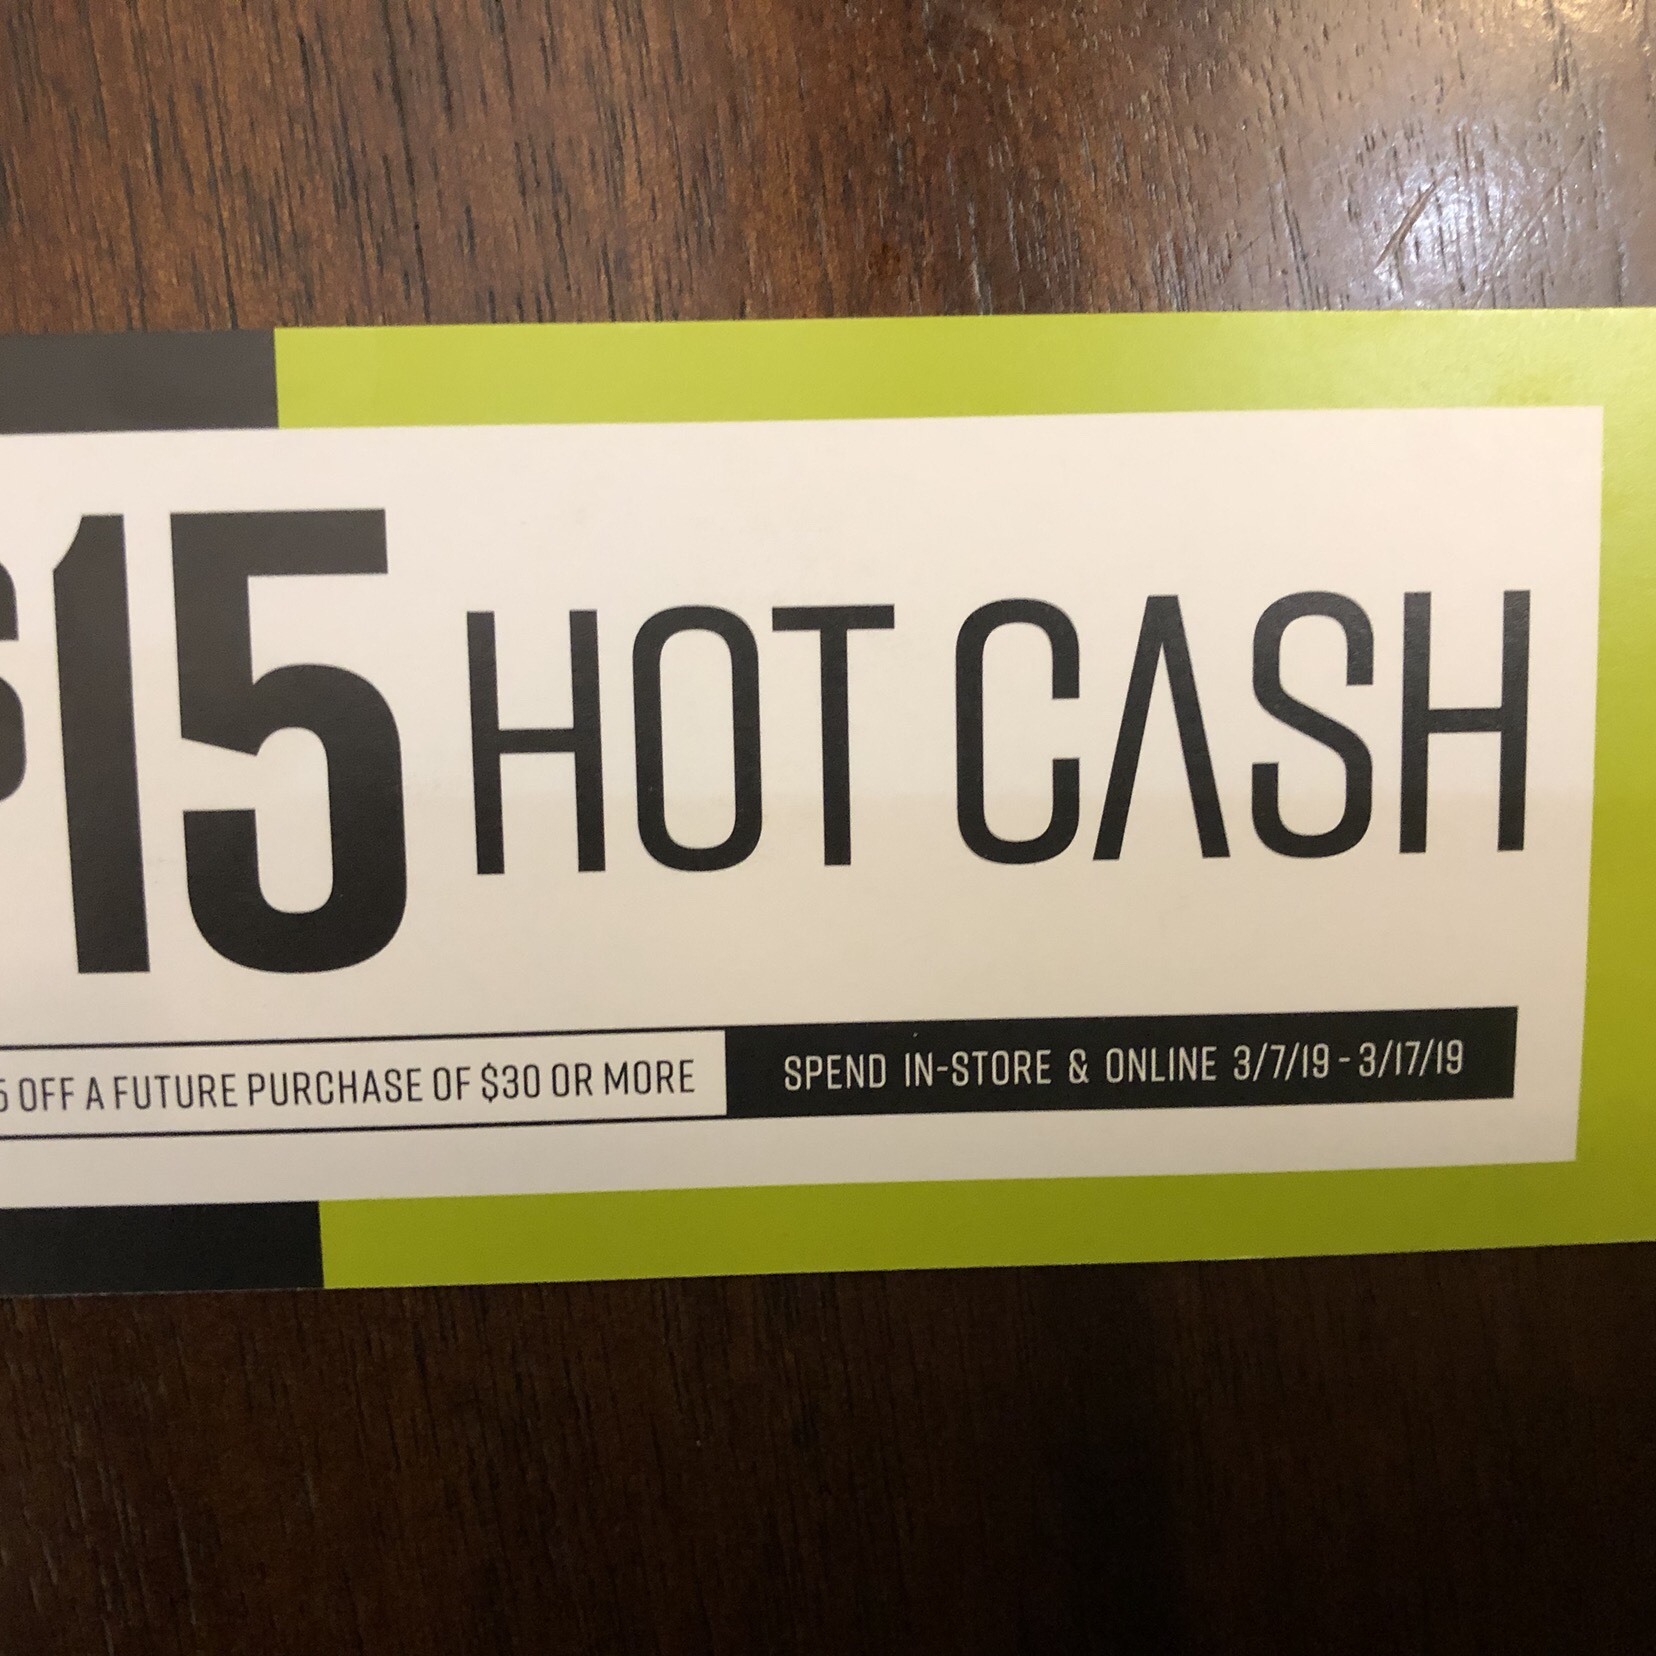 $15 HOT CASH
5 OFF A FUTURE PURCHASE OF $30 OR MORE
SPEND IN-STORE & ONLINE 3/7/19 - 3/17/19